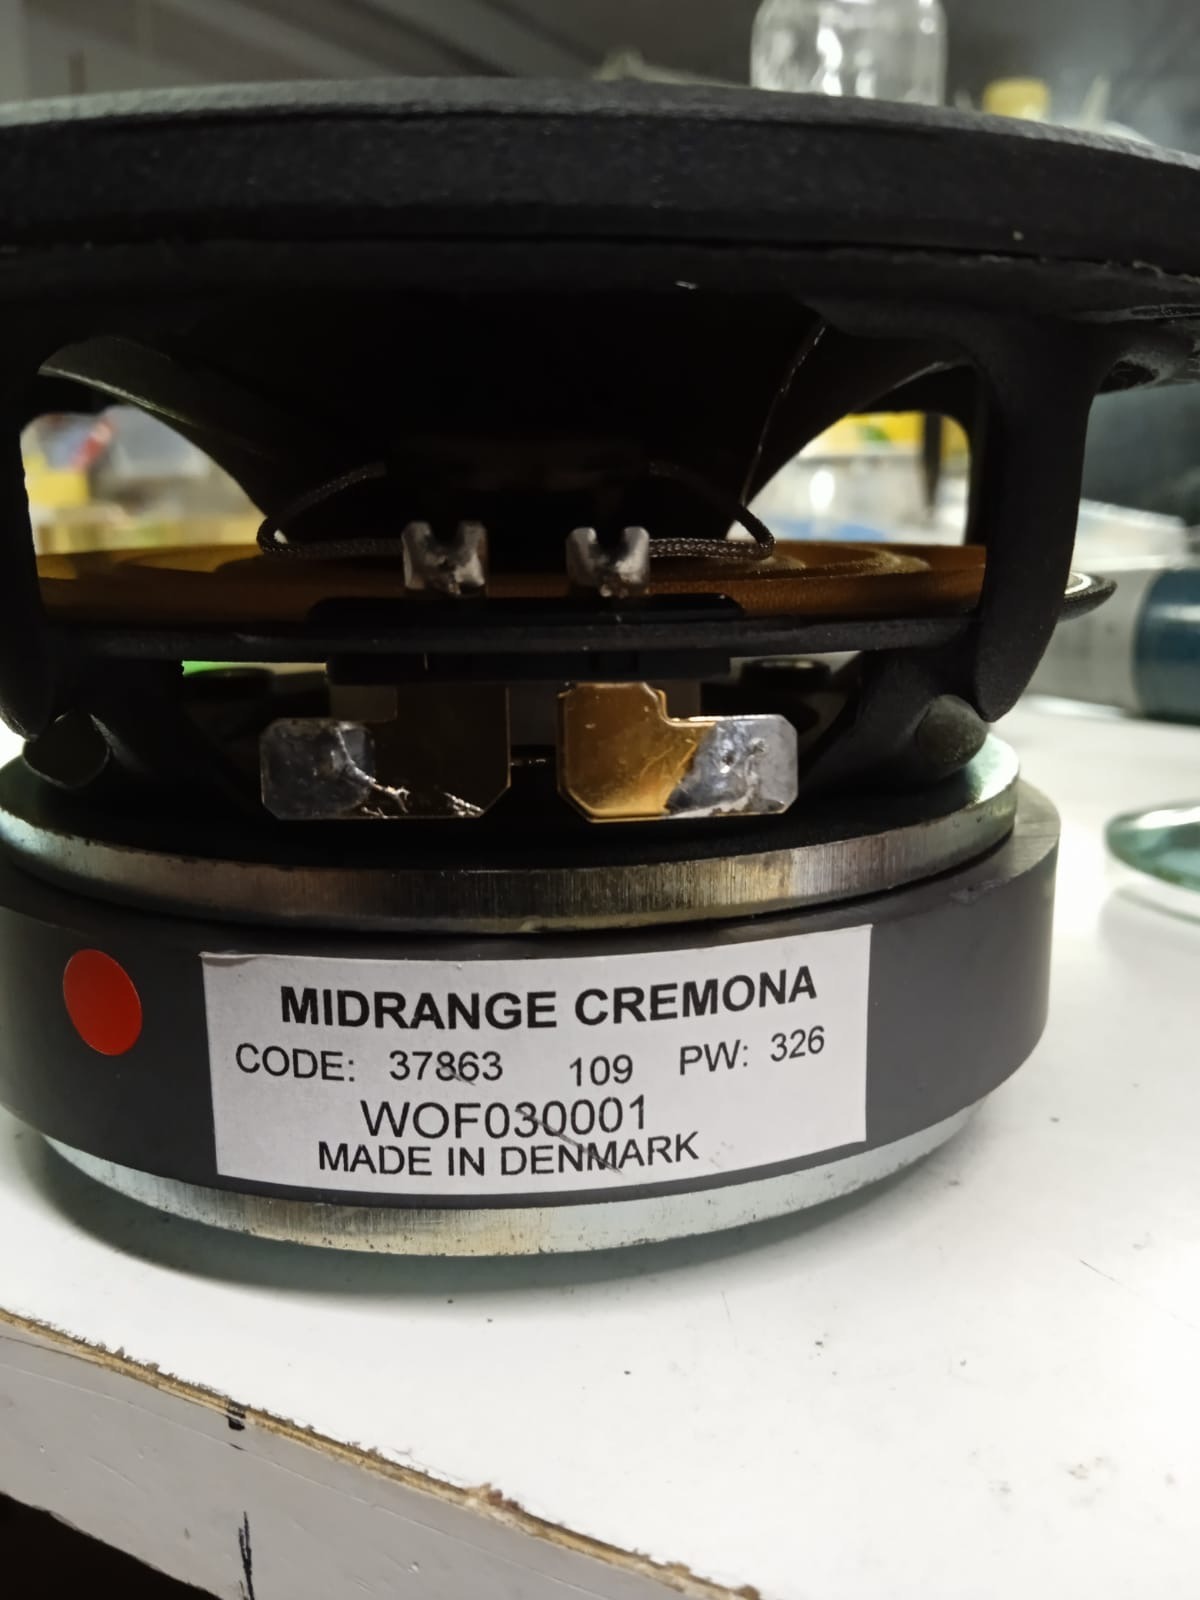 MIDRANGE CREMONA
CODE: 37863 109 PW: 326
WOF030001
MADE IN DENMARK